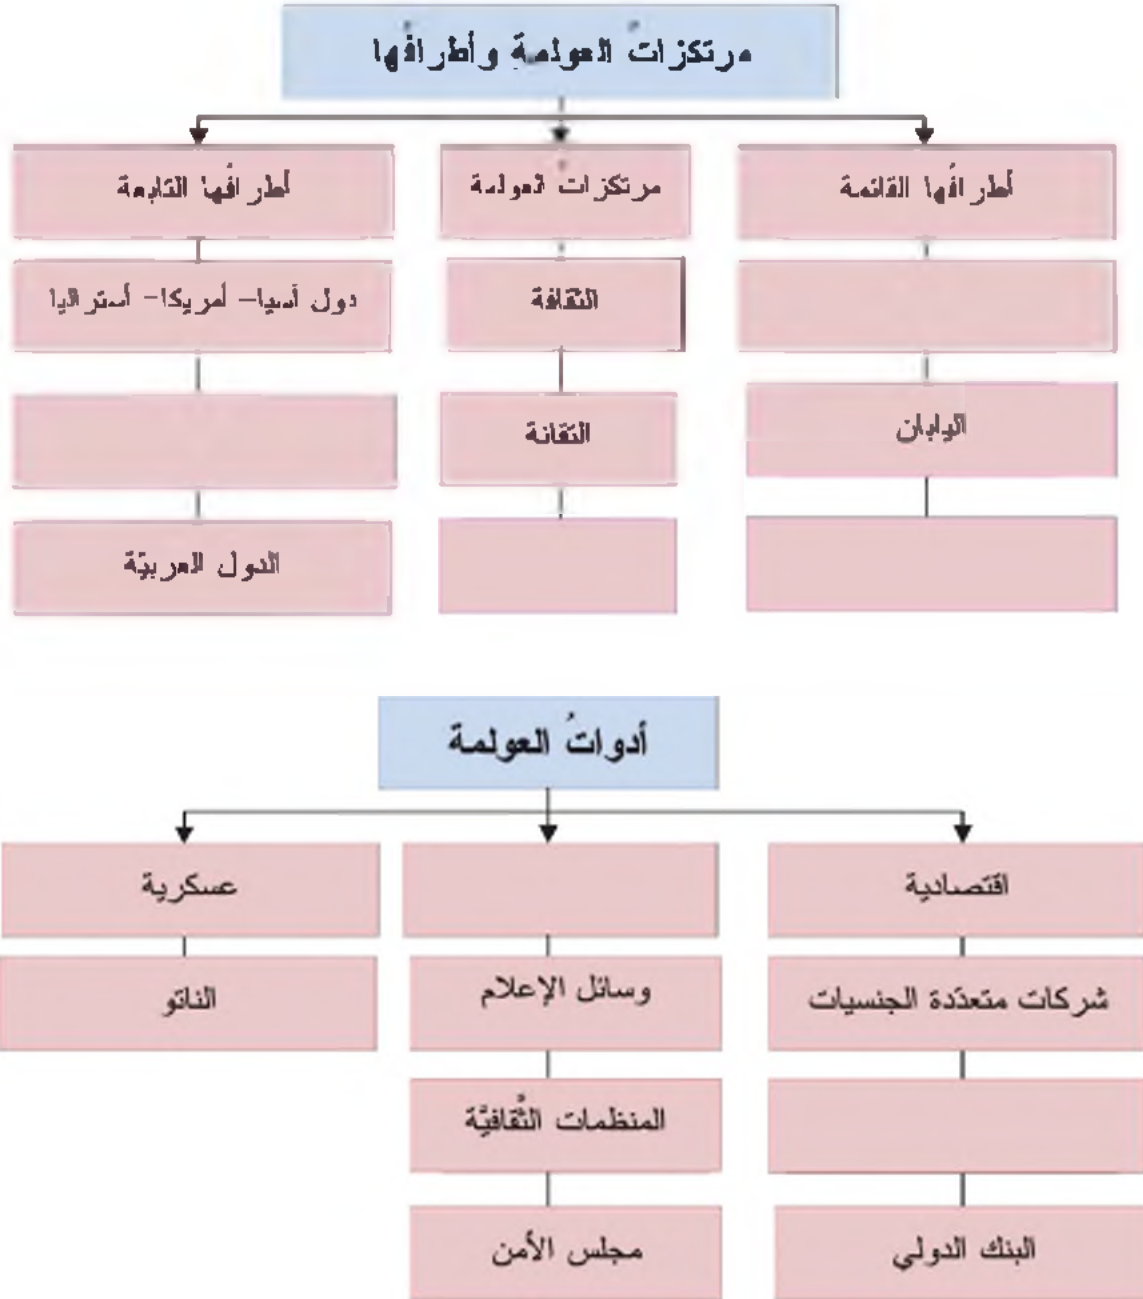 مرتكزاتُ العولمةِ وأطرافُها
أطرافُها القائمة
مرتكزاتُ العولمة
أطرافُها التابعة
الثقافة
دول آسيا– أمريكا– أستراليا
اليابان
التقانة
الدول العربيّة
أدواتُ العولمة
اقتصادية
عسكرية
شركات متعدّدة الجنسيات
وسائل الإعلام
الناتو
المنظمات الثَّقافيَّة
البنك الدولي
مجلس الأمن